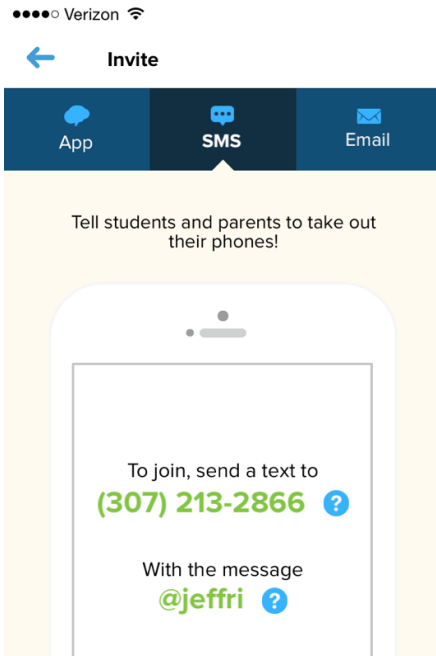 Verizon
Invite
App SMS Email
Tell students and parents to take out
their phones!
To join, send a text to
(307) 213-2866 ?
With the message
@jeffri ?